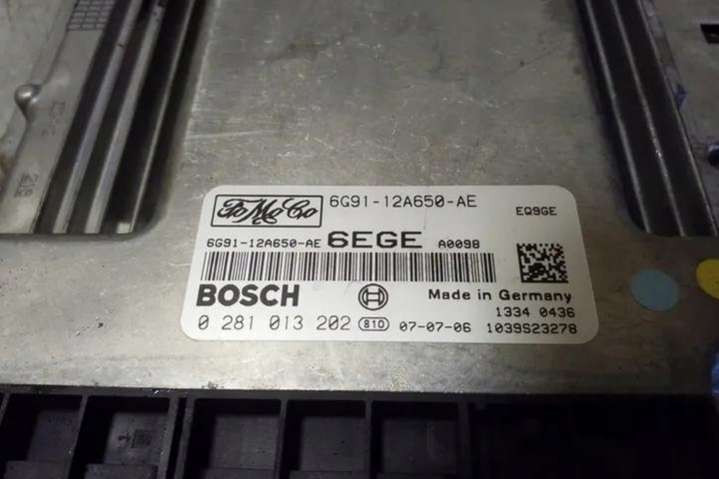 FoMoCo 6G91-12A650-AE
EQ9GE
6G91-12A650-AE 6EGE A0098
BOSCH Made in Germany
1334 0436
0 281 013 202 810 07-07-06 1039S23278